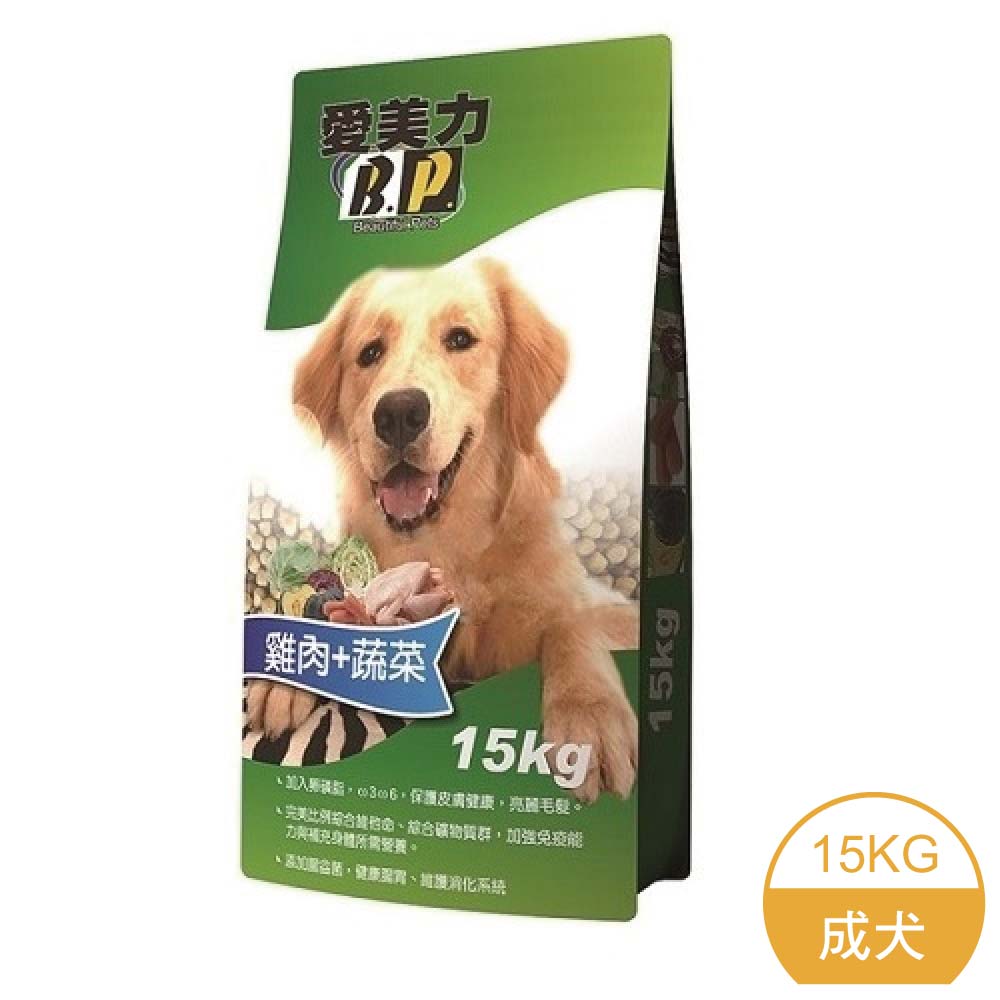 愛美力
B.P.
Beautiful Pets
雞肉+蔬菜
15kg
加入卵磷脂，ω3ω6，保護皮膚健康，亮麗毛髮。
完美比例綜合維他命、綜合礦物質群，加強免疫能
力與補充身體所需營養。
添加腸益菌，健康腸胃、維護消化系統
15kg
15KG
成犬